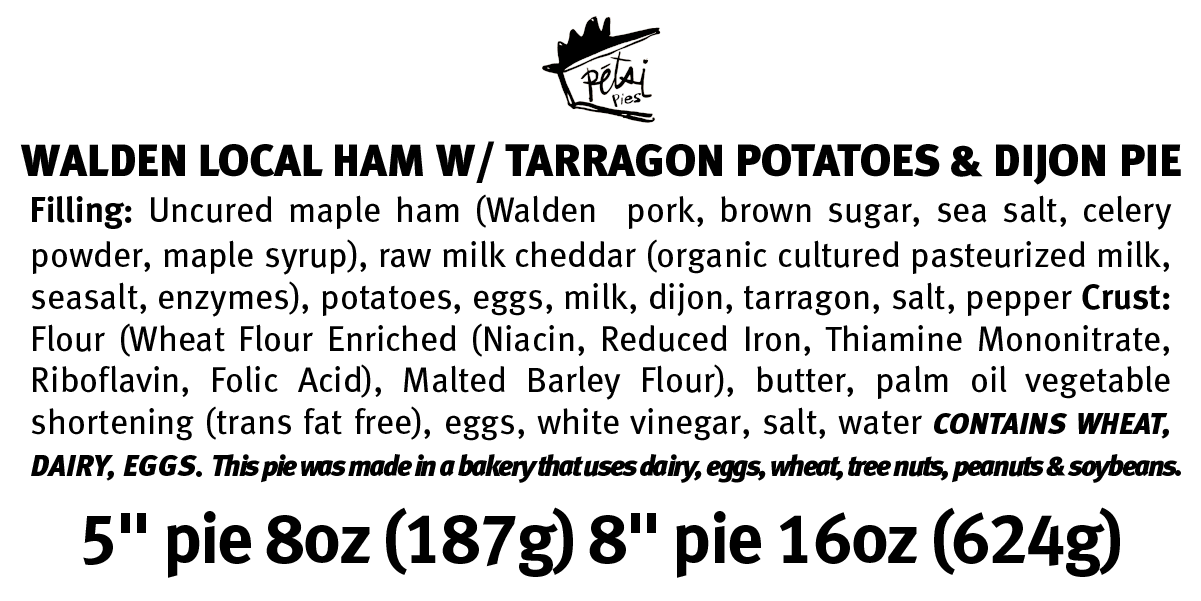 pétsi
Pies
WALDEN LOCAL HAM W/ TARRAGON POTATOES & DIJON PIE
Filling: Uncured maple ham (Walden pork, brown sugar, sea salt, celery
powder, maple syrup), raw milk cheddar (organic cultured pasteurized milk,
seasalt, enzymes), potatoes, eggs, milk, dijon, tarragon, salt, pepper Crust:
Flour (Wheat Flour Enriched (Niacin, Reduced Iron, Thiamine Mononitrate,
Riboflavin, Folic Acid), Malted Barley Flour), butter, palm oil vegetable
shortening (trans fat free), eggs, white vinegar, salt, water CONTAINS WHEAT,
DAIRY, EGGS. This pie was made in a bakery that uses dairy, eggs, wheat, tree nuts, peanuts & soybeans.
5" pie 8oz (187g) 8" pie 16oz (624g)